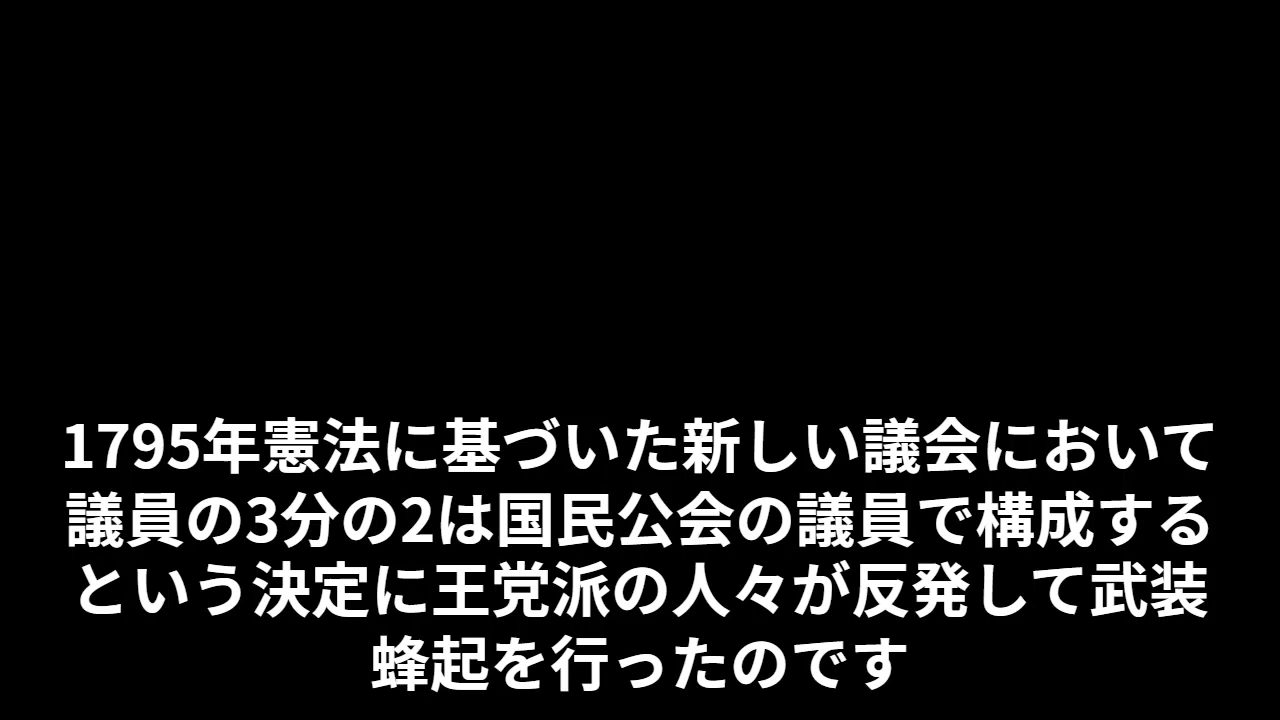 1795年憲法に基づいた新しい議会において
議員の3分の2は国民公会の議員で構成する
という決定に王党派の人々が反発して武装
蜂起を行ったのです